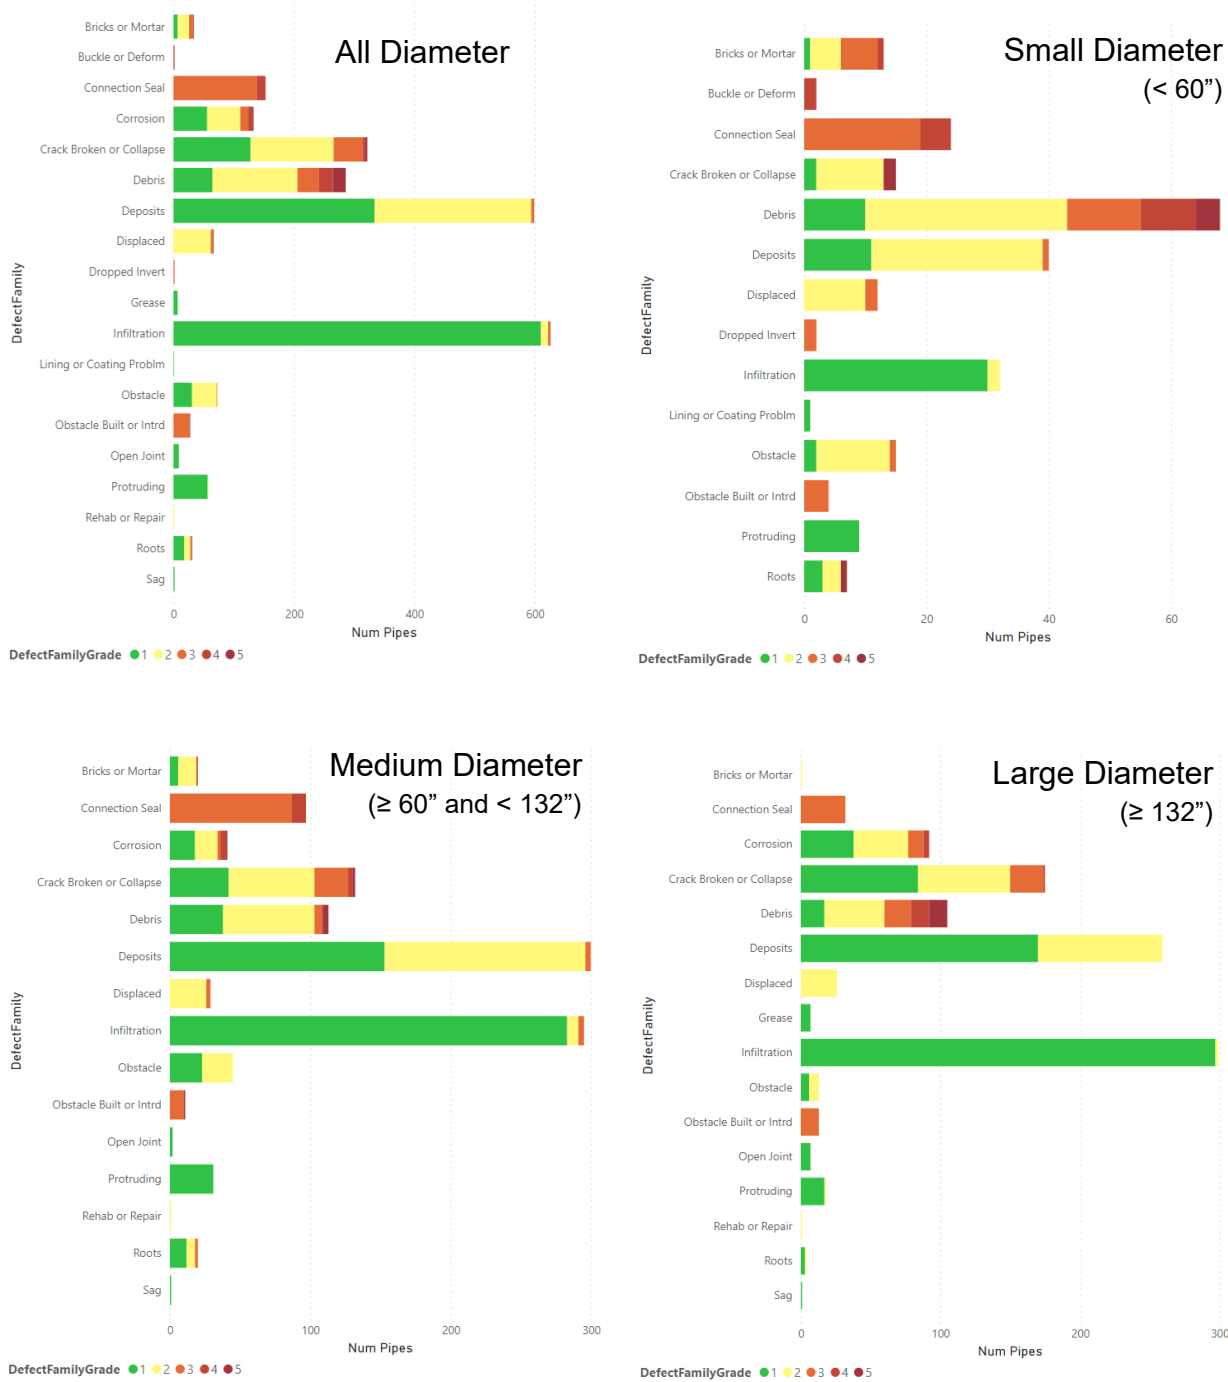 All Diameter
DefectFamily
Bricks or Mortar
Buckle or Deform
Connection Seal
Corrosion
Crack Broken or Collapse
Debris
Deposits
Displaced
Dropped Invert
Grease
Infiltration
Lining or Coating Problm
Obstacle
Obstacle Built or Intrd
Open Joint
Protruding
Rehab or Repair
Roots
Sag
0 200 400 600
Num Pipes
DefectFamilyGrade 1 2 3 4 5
Small Diameter
(< 60”)
DefectFamily
Bricks or Mortar
Buckle or Deform
Connection Seal
Crack Broken or Collapse
Debris
Deposits
Displaced
Dropped Invert
Infiltration
Lining or Coating Problm
Obstacle
Obstacle Built or Intrd
Protruding
Roots
0 20 40 60
Num Pipes
DefectFamilyGrade 1 2 3 4 5
Medium Diameter
(≥ 60” and < 132”)
DefectFamily
Bricks or Mortar
Connection Seal
Corrosion
Crack Broken or Collapse
Debris
Deposits
Displaced
Infiltration
Obstacle
Obstacle Built or Intrd
Open Joint
Protruding
Rehab or Repair
Roots
Sag
0 100 200 300
Num Pipes
DefectFamilyGrade 1 2 3 4 5
Large Diameter
(≥ 132”)
DefectFamily
Bricks or Mortar
Connection Seal
Corrosion
Crack Broken or Collapse
Debris
Deposits
Displaced
Grease
Infiltration
Obstacle
Obstacle Built or Intrd
Open Joint
Protruding
Rehab or Repair
Roots
Sag
0 100 200 300
Num Pipes
DefectFamilyGrade 1 2 3 4 5